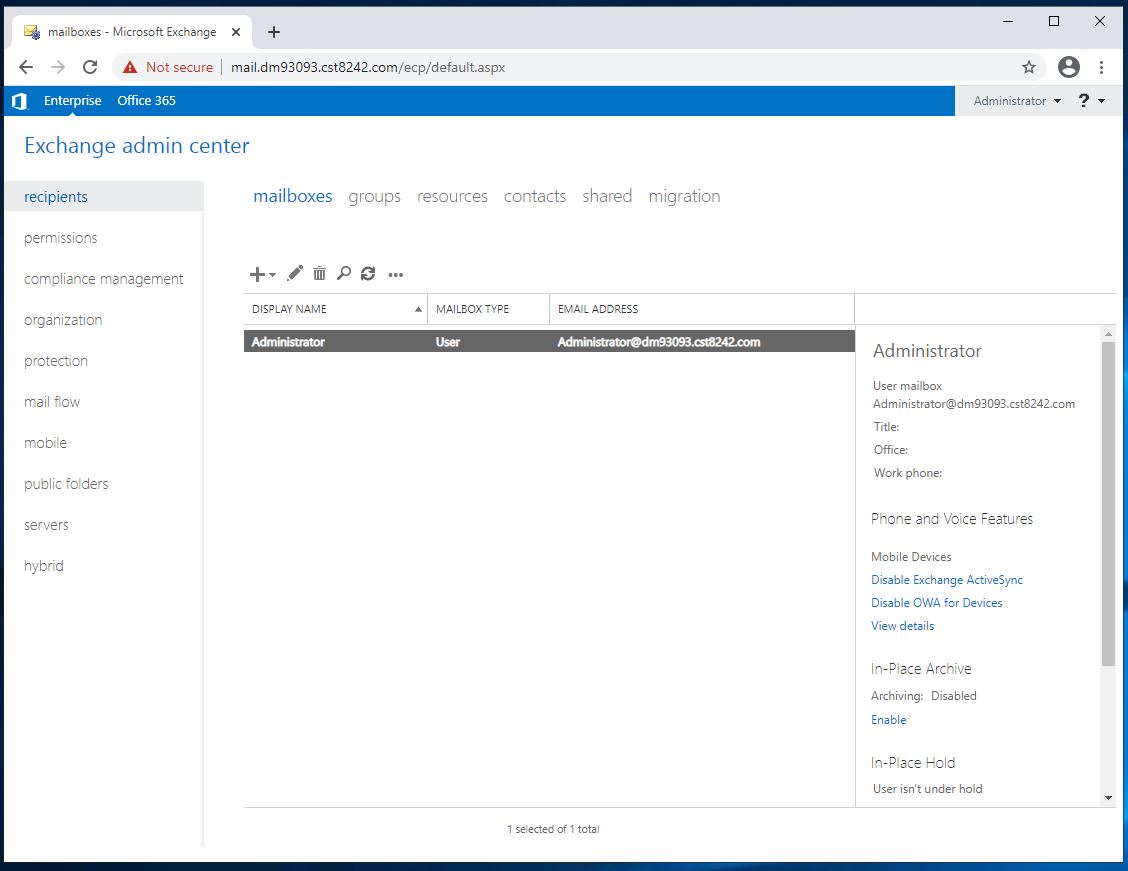 mailboxes - Microsoft Exchange
Not secure | mail.dm93093.cst8242.com/ecp/default.aspx
Enterprise Office 365 Administrator ?
Exchange admin center
recipients
permissions
compliance management
organization
protection
mail flow
mobile
public folders
servers
hybrid
mailboxes groups resources contacts shared migration
DISPLAY NAME MAILBOX TYPE EMAIL ADDRESS
Administrator User Administrator@dm93093.cst8242.com
Administrator
User mailbox
Administrator@dm93093.cst8242.com
Title:
Office:
Work phone:
Phone and Voice Features
Mobile Devices
Disable Exchange ActiveSync
Disable OWA for Devices
View details
In-Place Archive
Archiving: Disabled
Enable
In-Place Hold
User isn't under hold
1 selected of 1 total